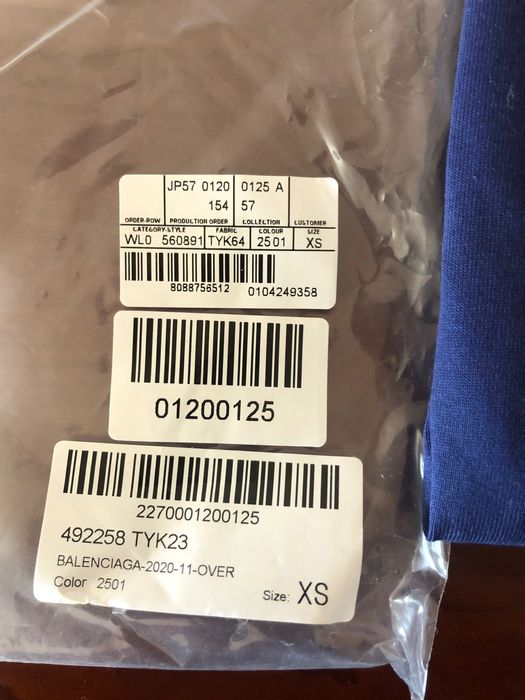 JP57 0120 0125 A
154 57
ORDER-ROW PRODUCTION ORDER COLLECTION CUSTOMER
CATEGORY-STYLE FABRIC COLOUR SIZE
WL0 560891 TYK64 2501 XS
8088756512 0104249358
01200125
2270001200125
492258 TYK23
BALENCIAGA-2020-11-OVER
Color 2501
Size: XS